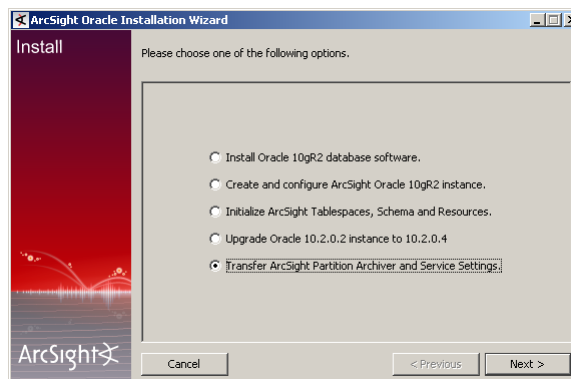 ArcSight Oracle Installation Wizard
Install
Please choose one of the following options.
Install Oracle 10gR2 database software.
Create and configure ArcSight Oracle 10gR2 instance.
Initialize ArcSight Tablespaces, Schema and Resources.
Upgrade Oracle 10.2.0.2 instance to 10.2.0.4
Transfer ArcSight Partition Archiver and Service Settings.
ArcSight
Cancel
< Previous
Next >